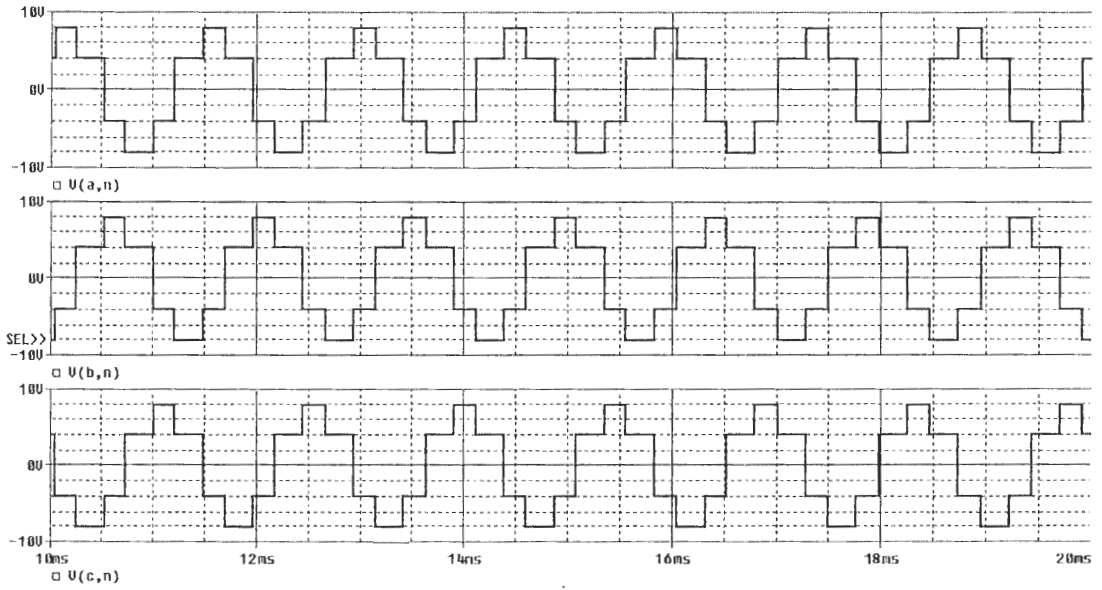 10V
0V
-10V
□ V(a,n)
10V
0V
SEL>>
-10V
□ V(b,n)
10V
0V
-10V
10ms 12ms 14ms 16ms 18ms 20ms
□ V(c,n)